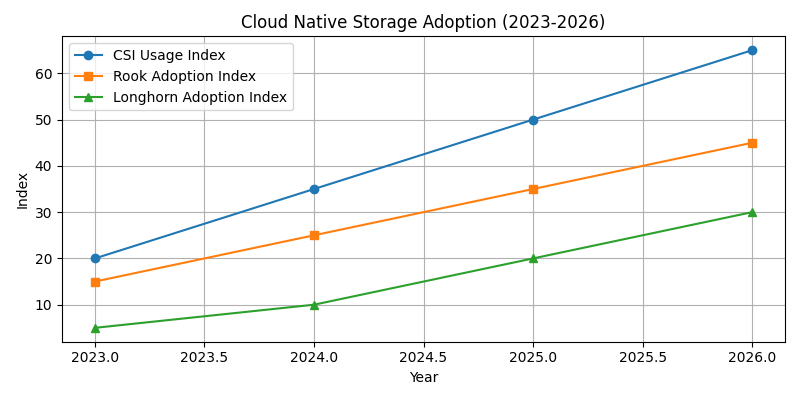 Cloud Native Storage Adoption (2023-2026)
CSI Usage Index
Rook Adoption Index
Longhorn Adoption Index
Index
60
50
40
30
20
10
2023.0 2023.5 2024.0 2024.5 2025.0 2025.5 2026.0
Year